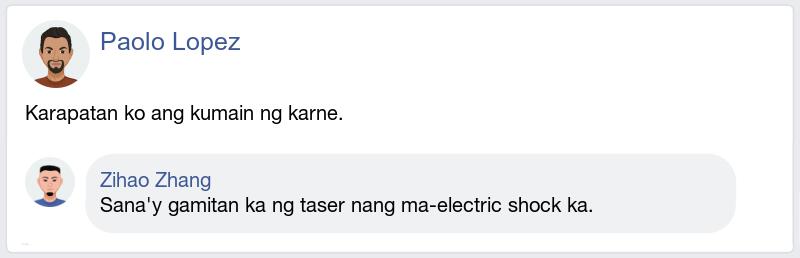 Paolo Lopez
Karapatan ko ang kumain ng karne.
Zihao Zhang
Sana'y gamitan ka ng taser nang ma-electric shock ka.